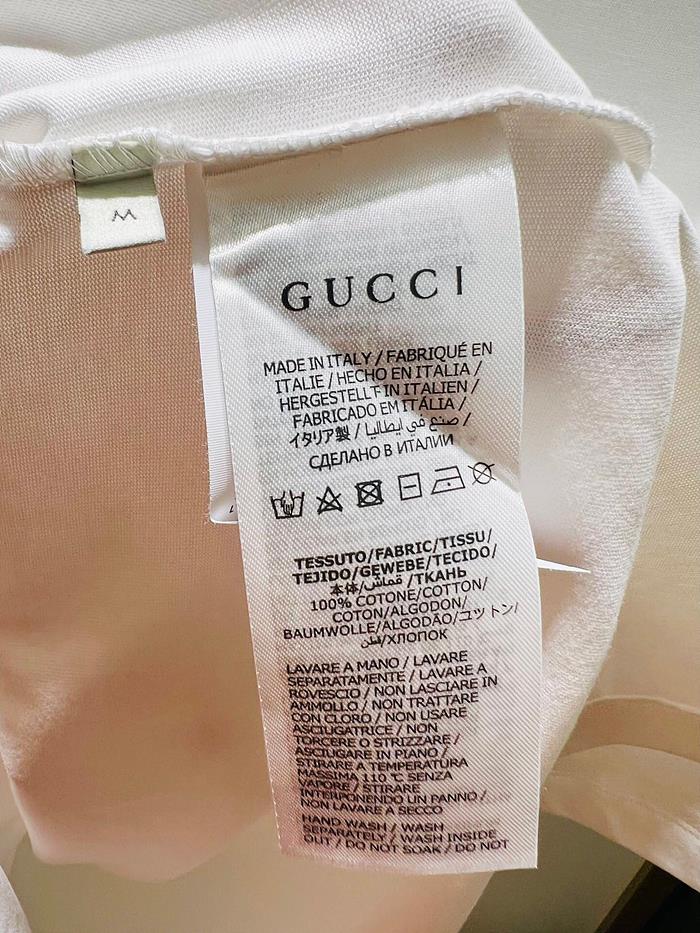 M
GUCCI
MADE IN ITALY / FABRIQUÉ EN
ITALIE / HECHO EN ITALIA /
HERGESTELLT IN ITALIEN /
FABRICADO EM ITÁLIA /
イタリア製 / صنع في ايطاليا /
СДЕЛАНО В ИТАЛИИ
TESSUTO/FABRIC/TISSU/
TEJIDO/GEWEBE/TECIDO/
本体/قماش/ТКАНЬ
100% COTONE/COTTON/
COTON/ALGODON/
BAUMWOLLE/ALGODÃO/コットン/
قطن/ХЛОПОК
LAVARE A MANO / LAVARE
SEPARATAMENTE / LAVARE A
ROVESCIO / NON LASCIARE IN
AMMOLLO / NON TRATTARE
CON CLORO / NON USARE
ASCIUGATRICE / NON
TORCERE O STRIZZARE /
ASCIUGARE IN PIANO /
STIRARE A TEMPERATURA
MASSIMA 110 ℃ SENZA
VAPORE / STIRARE
INTERPONENDO UN PANNO /
NON LAVARE A SECCO
HAND WASH / WASH
SEPARATELY / WASH INSIDE
OUT / DO NOT SOAK / DO NOT